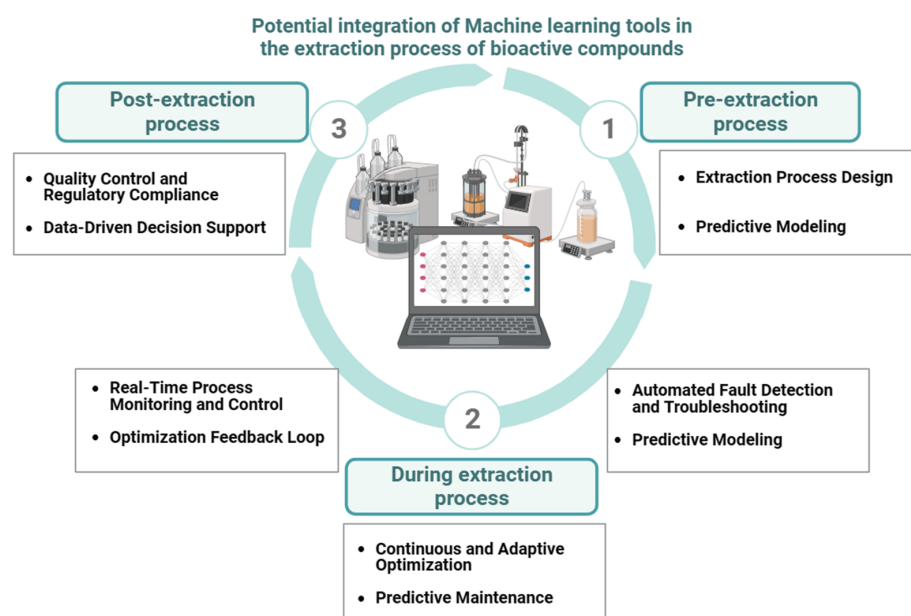 Potential integration of Machine learning tools in
the extraction process of bioactive compounds
Post-extraction
process
3
1
Pre-extraction
process
• Quality Control and
Regulatory Compliance
• Data-Driven Decision Support
• Extraction Process Design
• Predictive Modeling
• Real-Time Process
Monitoring and Control
• Optimization Feedback Loop
2
• Automated Fault Detection
and Troubleshooting
• Predictive Modeling
During extraction
process
• Continuous and Adaptive
Optimization
• Predictive Maintenance